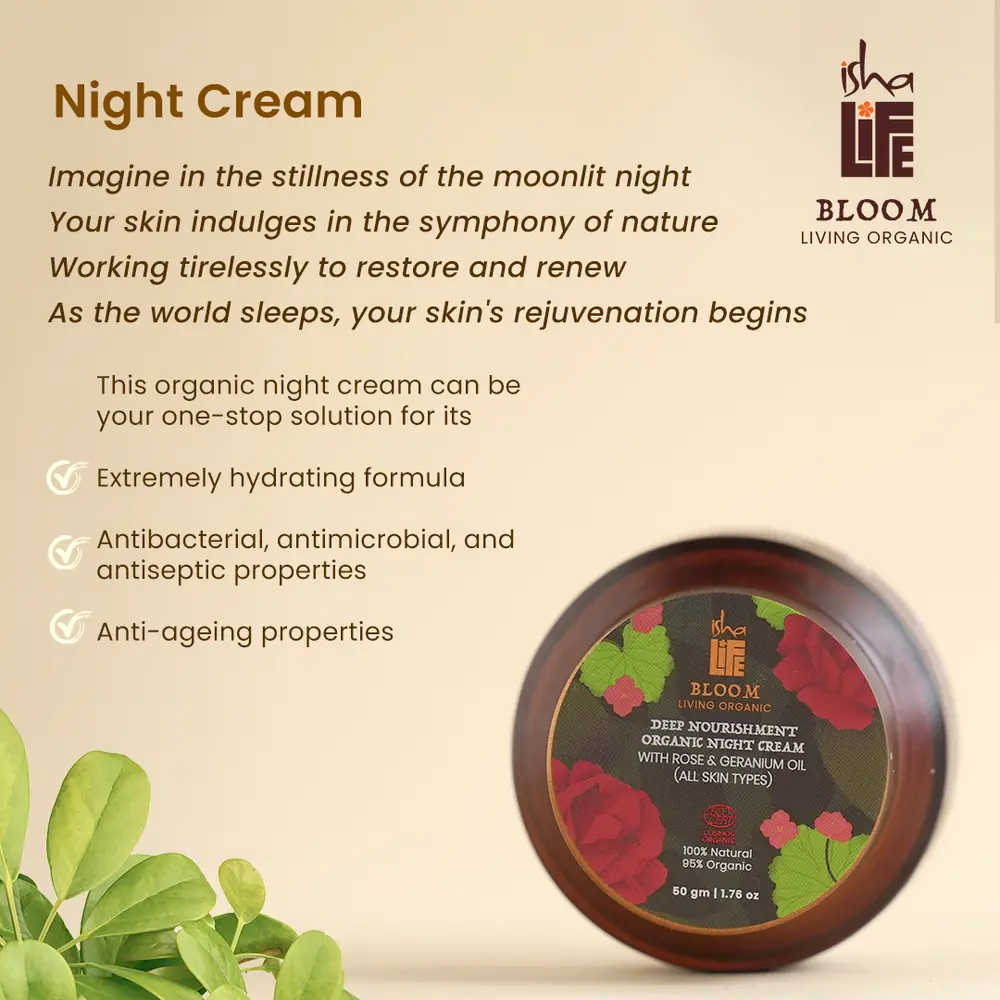 isha
LIFE
BLOOM
LIVING ORGANIC
Night Cream
Imagine in the stillness of the moonlit night
Your skin indulges in the symphony of nature
Working tirelessly to restore and renew
As the world sleeps, your skin's rejuvenation begins
This organic night cream can be
your one-stop solution for its
Extremely hydrating formula
Antibacterial, antimicrobial, and
antiseptic properties
Anti-ageing properties
isha
LIFE
BLOOM
LIVING ORGANIC
DEEP NOURISHMENT
ORGANIC NIGHT CREAM
WITH ROSE & GERANIUM OIL
(ALL SKIN TYPES)
ECO
CERT
COSMOS
ORGANIC
100% Natural
95% Organic
50 gm | 1.76 oz